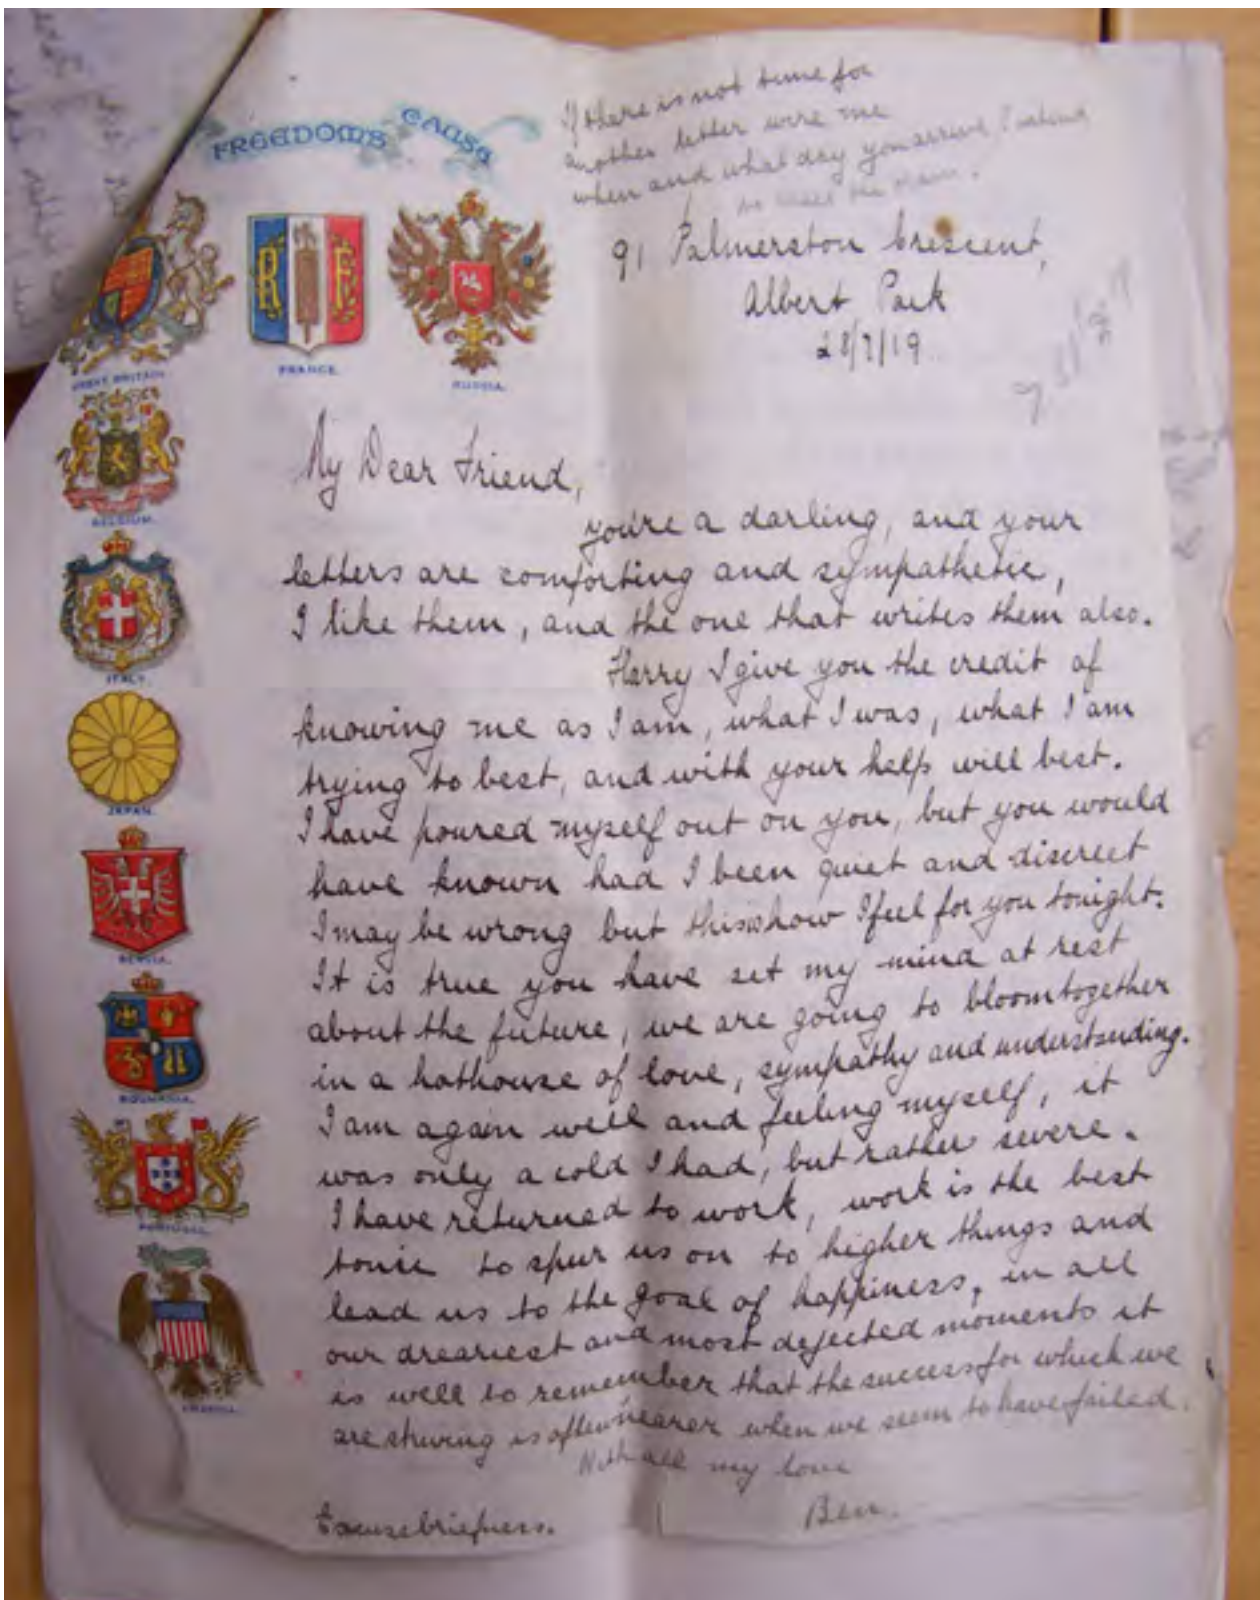 FREEDOM'S CAUSE
If there is not time for
another letter wire me
when and what day you arrive, I intend
to meet the train.
91 Palmerston Crescent,
Albert Park
28/7/19
GREAT BRITAIN.
FRANCE.
RUSSIA.
BELGIUM.
ITALY.
JAPAN.
SERVIA.
ROUMANIA.
PORTUGAL.
AMERICA.
My Dear Friend,
you're a darling, and your
letters are comforting and sympathetic,
I like them, and the one that writes them also.
Harry I give you the credit of
knowing me as I am, what I was, what I am
trying to best, and with your help will best.
I have poured myself out on you, but you would
have known had I been quiet and discreet
I may be wrong but this is how I feel for you tonight.
It is true you have set my mind at rest
about the future, we are going to bloom together
in a hothouse of love, sympathy and understanding.
I am again well and feeling myself, it
was only a cold I had, but rather severe.
I have returned to work, work is the best
tonic to spur us on to higher things and
lead us to the goal of happiness, in all
our dreariest and most dejected moments it
is well to remember that the success for which we
are striving is often nearer when we seem to have failed.
With all my love
Ben.
Excuse briefness.